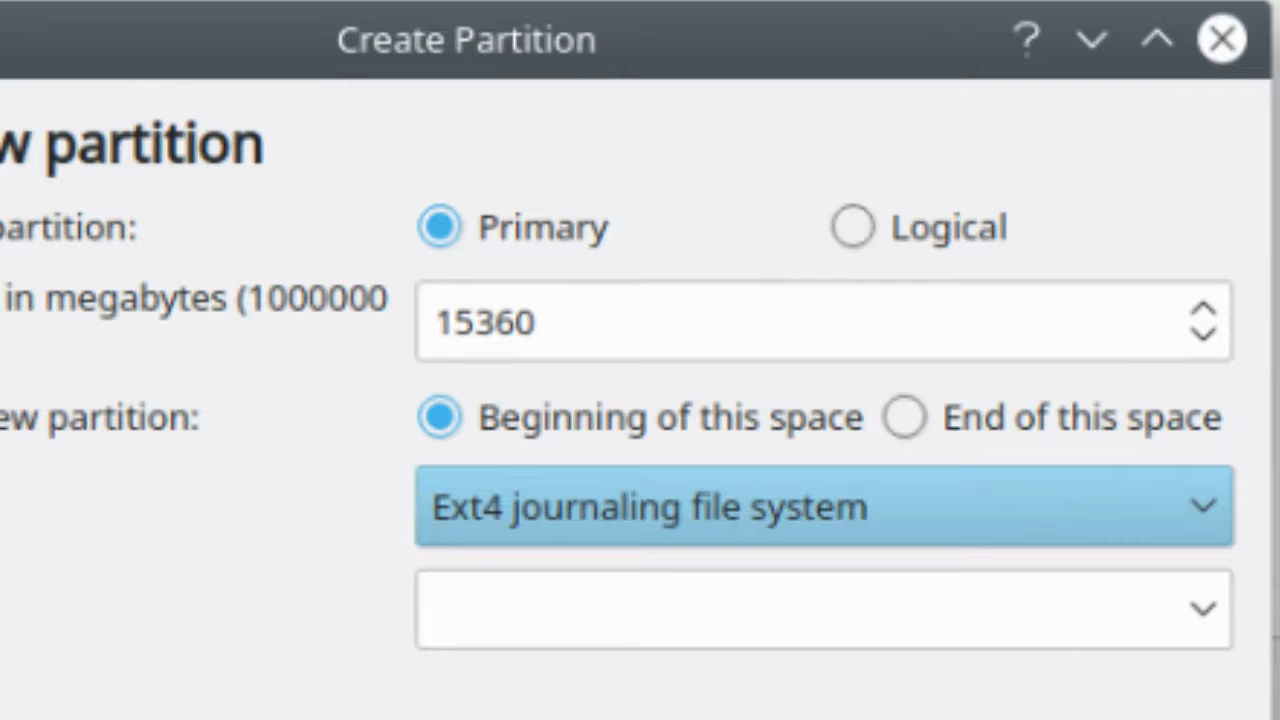 Create Partition
w partition
partition: Primary Logical
in megabytes (1000000
15360
ew partition: Beginning of this space End of this space
Ext4 journaling file system